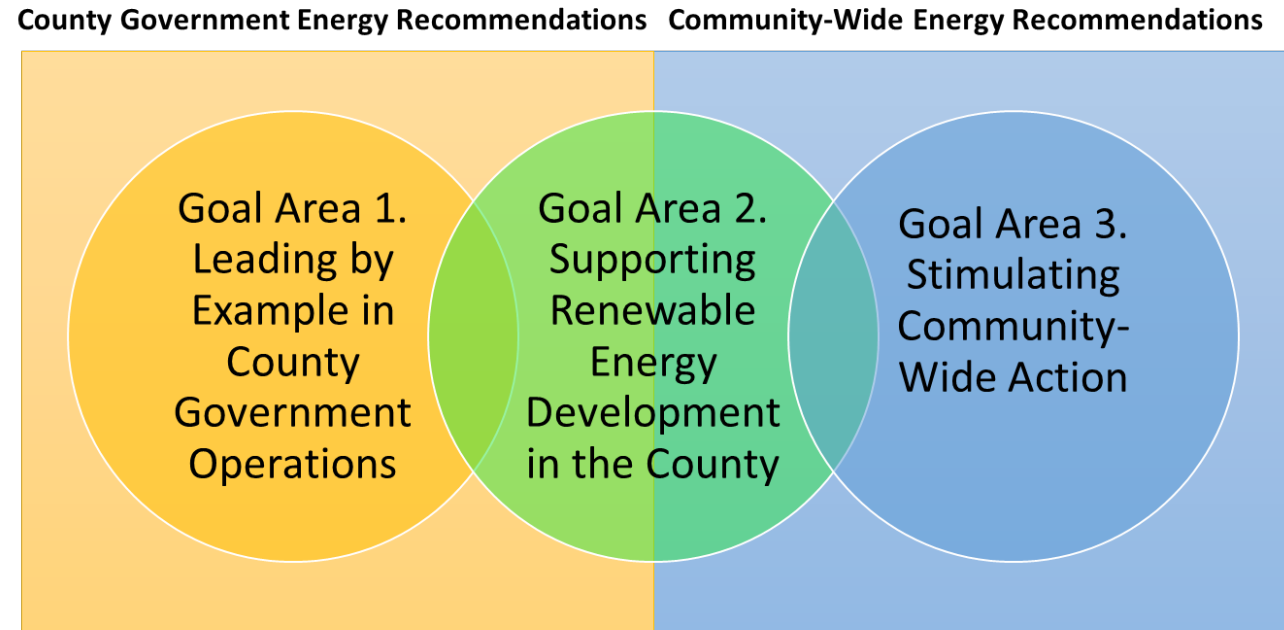 County Government Energy Recommendations
Community-Wide Energy Recommendations
Goal Area 1.
Leading by
Example in
County
Government
Operations
Goal Area 2.
Supporting
Renewable
Energy
Development
in the County
Goal Area 3.
Stimulating
Community-
Wide Action